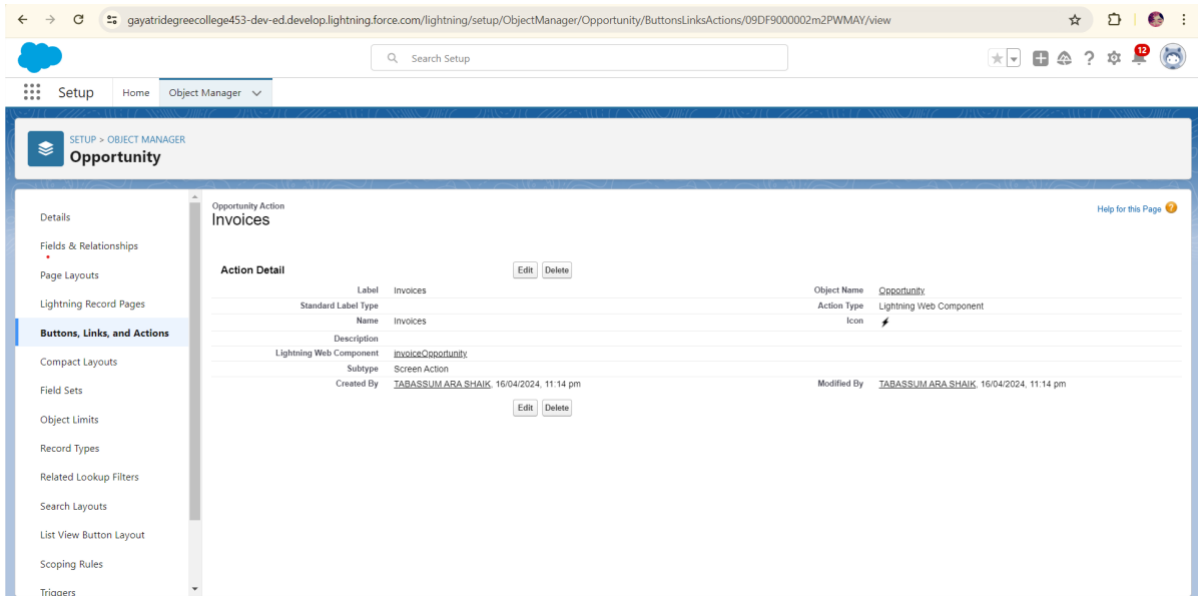 gayatridegreecollege453-dev-ed.develop.lightning.force.com/lightning/setup/ObjectManager/Opportunity/ButtonsLinksActions/09DF9000002m2PWMAY/view
Search Setup
12
Setup Home Object Manager
SETUP > OBJECT MANAGER
Opportunity
Details
Fields & Relationships
Page Layouts
Lightning Record Pages
Buttons, Links, and Actions
Compact Layouts
Field Sets
Object Limits
Record Types
Related Lookup Filters
Search Layouts
List View Button Layout
Scoping Rules
Triggers
Opportunity Action
Invoices
Help for this Page
Action Detail Edit Delete
Label Invoices Object Name Opportunity
Standard Label Type Action Type Lightning Web Component
Name Invoices Icon
Description
Lightning Web Component invoiceOpportunity
Subtype Screen Action
Created By TABASSUM ARA SHAIK, 16/04/2024, 11:14 pm Modified By TABASSUM ARA SHAIK, 16/04/2024, 11:14 pm
Edit Delete